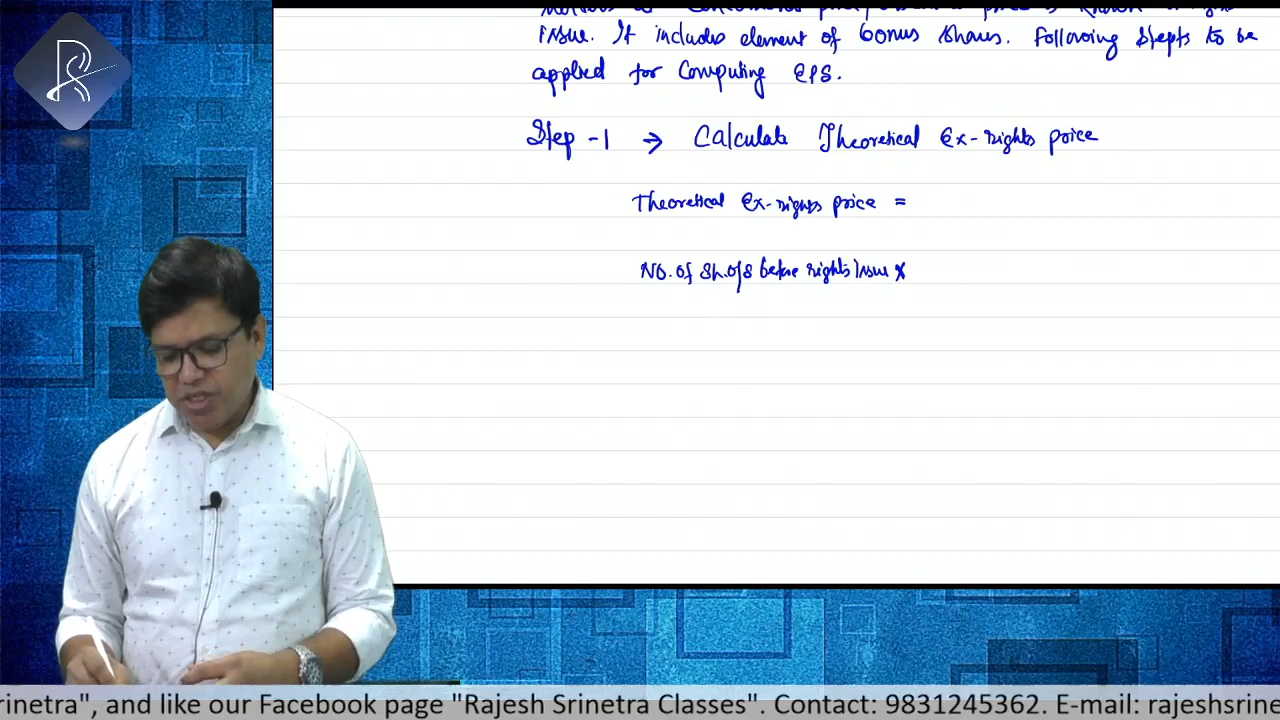 issue. It includes element of bonus shares. Following stepts to be
applied for computing EPS.
Step-1 → Calculate Theoretical Ex-rights price
Theoretical Ex-rights price =
No. of Sh. o/s before rights issue x
rinetra", and like our Facebook page "Rajesh Srinetra Classes". Contact: 9831245362. E-mail: rajeshsrine